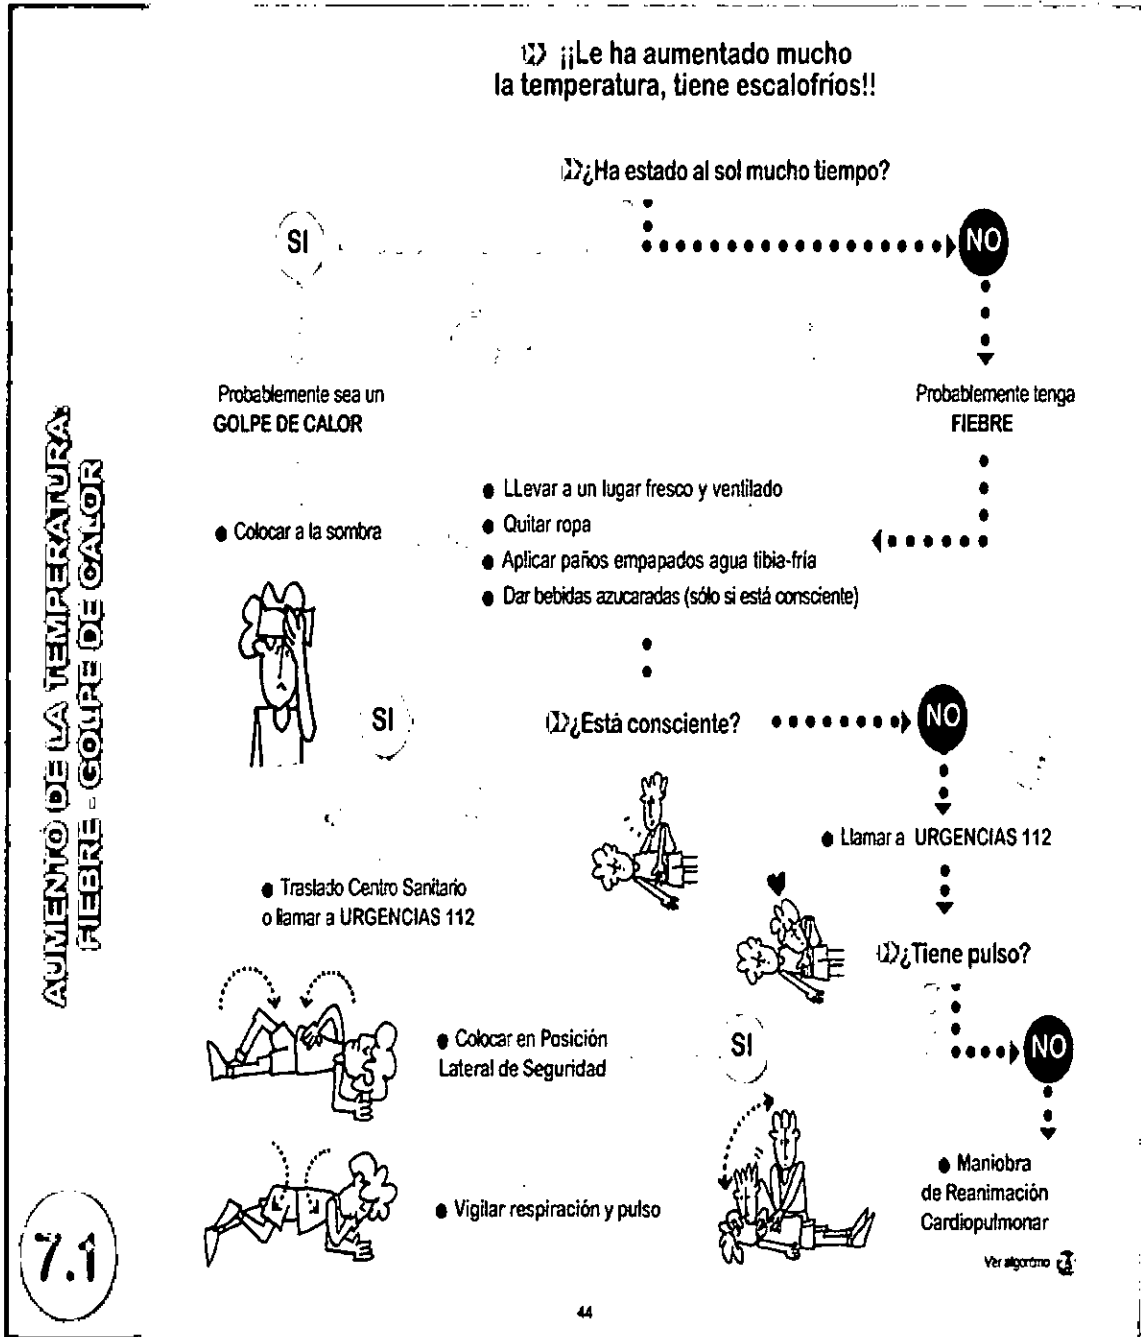 ¡¡Le ha aumentado mucho
la temperatura, tiene escalofríos!!
¿Ha estado al sol mucho tiempo?
SI
NO
Probablemente sea un
GOLPE DE CALOR
Probablemente tenga
FIEBRE
● Colocar a la sombra
● LLevar a un lugar fresco y ventilado
● Quitar ropa
● Aplicar paños empapados agua tibia-fría
● Dar bebidas azucaradas (sólo si está consciente)
SI
¿Está consciente?
NO
● Llamar a URGENCIAS 112
● Traslado Centro Sanitario
o llamar a URGENCIAS 112
¿Tiene pulso?
● Colocar en Posición
Lateral de Seguridad
SI
NO
● Vigilar respiración y pulso
● Maniobra
de Reanimación
Cardiopulmonar
Ver algoritmo
AUMENTO DE LA TEMPERATURA:
FIEBRE - GOLPE DE CALOR
7.1
44